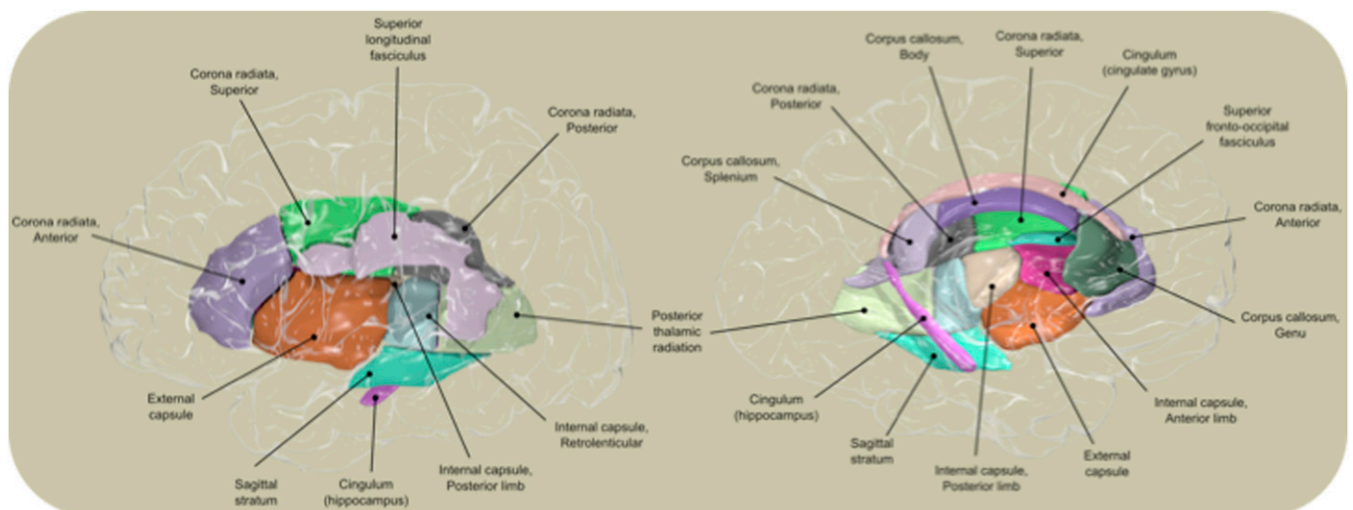 Superior
longitudinal
fasciculus
Corona radiata,
Superior
Corona radiata,
Posterior
Corona radiata,
Anterior
External
capsule
Sagittal
stratum
Cingulum
(hippocampus)
Internal capsule,
Posterior limb
Internal capsule,
Retrolenticular
Posterior
thalamic
radiation
Corpus callosum,
Body
Corona radiata,
Superior
Cingulum
(cingulate gyrus)
Corona radiata,
Posterior
Superior
fronto-occipital
fasciculus
Corpus callosum,
Splenium
Corona radiata,
Anterior
Corpus callosum,
Genu
Cingulum
(hippocampus)
Internal capsule,
Anterior limb
Sagittal
stratum
Internal capsule,
Posterior limb
External
capsule